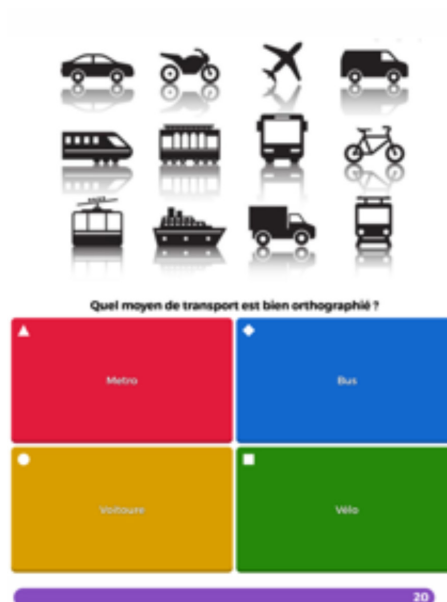 Quel moyen de transport est bien orthographié ?
Metro
Bus
Voitoure
Vélo
20